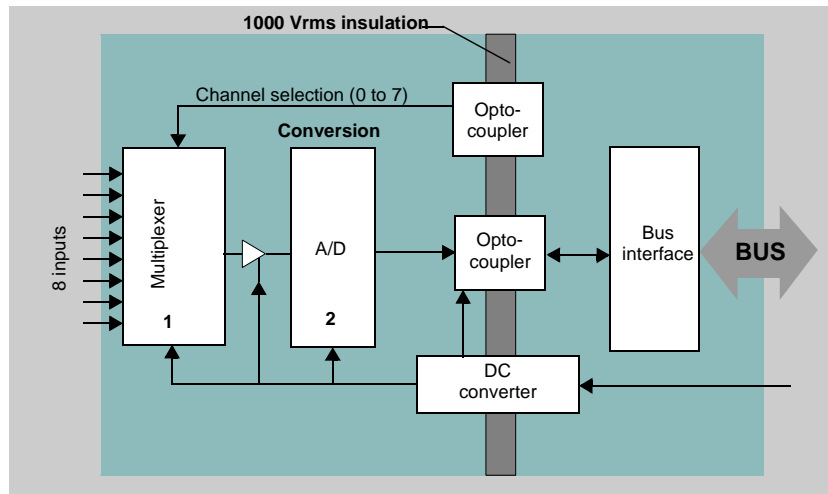 1000 Vrms insulation
Channel selection (0 to 7)
Opto-
coupler
Conversion
8 inputs
Multiplexer
1
A/D
2
Opto-
coupler
Bus
interface
BUS
DC
converter